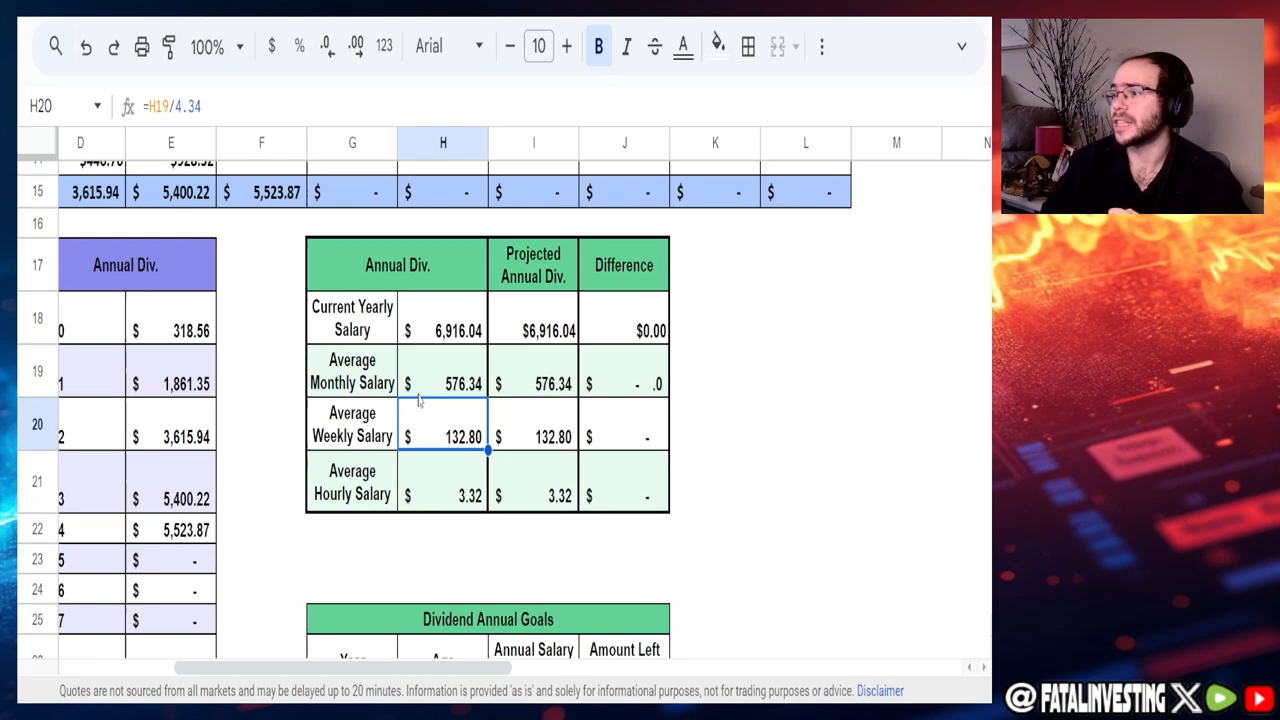 100%
$
%
.0
.00
123
Arial
10
B
I
A
H20
fx
=H19/4.34
D
E
F
G
H
I
J
K
L
M
N
15
3,615.94
$ 5,400.22
$ 5,523.87
$ -
$ -
$ -
$ -
$ -
$ -
16
17
Annual Div.
Annual Div.
Projected
Annual Div.
Difference
18
0
$ 318.56
Current Yearly
Salary
$ 6,916.04
$6,916.04
$0.00
19
1
$ 1,861.35
Average
Monthly Salary
$ 576.34
$ 576.34
$ - .0
20
2
$ 3,615.94
Average
Weekly Salary
$ 132.80
$ 132.80
$ -
21
3
$ 5,400.22
Average
Hourly Salary
$ 3.32
$ 3.32
$ -
22
4
$ 5,523.87
23
5
$ -
24
6
$ -
25
7
$ -
Dividend Annual Goals
Annual Salary
Amount Left
Quotes are not sourced from all markets and may be delayed up to 20 minutes. Information is provided 'as is' and solely for informational purposes, not for trading purposes or advice. Disclaimer
@FATALINVESTING X